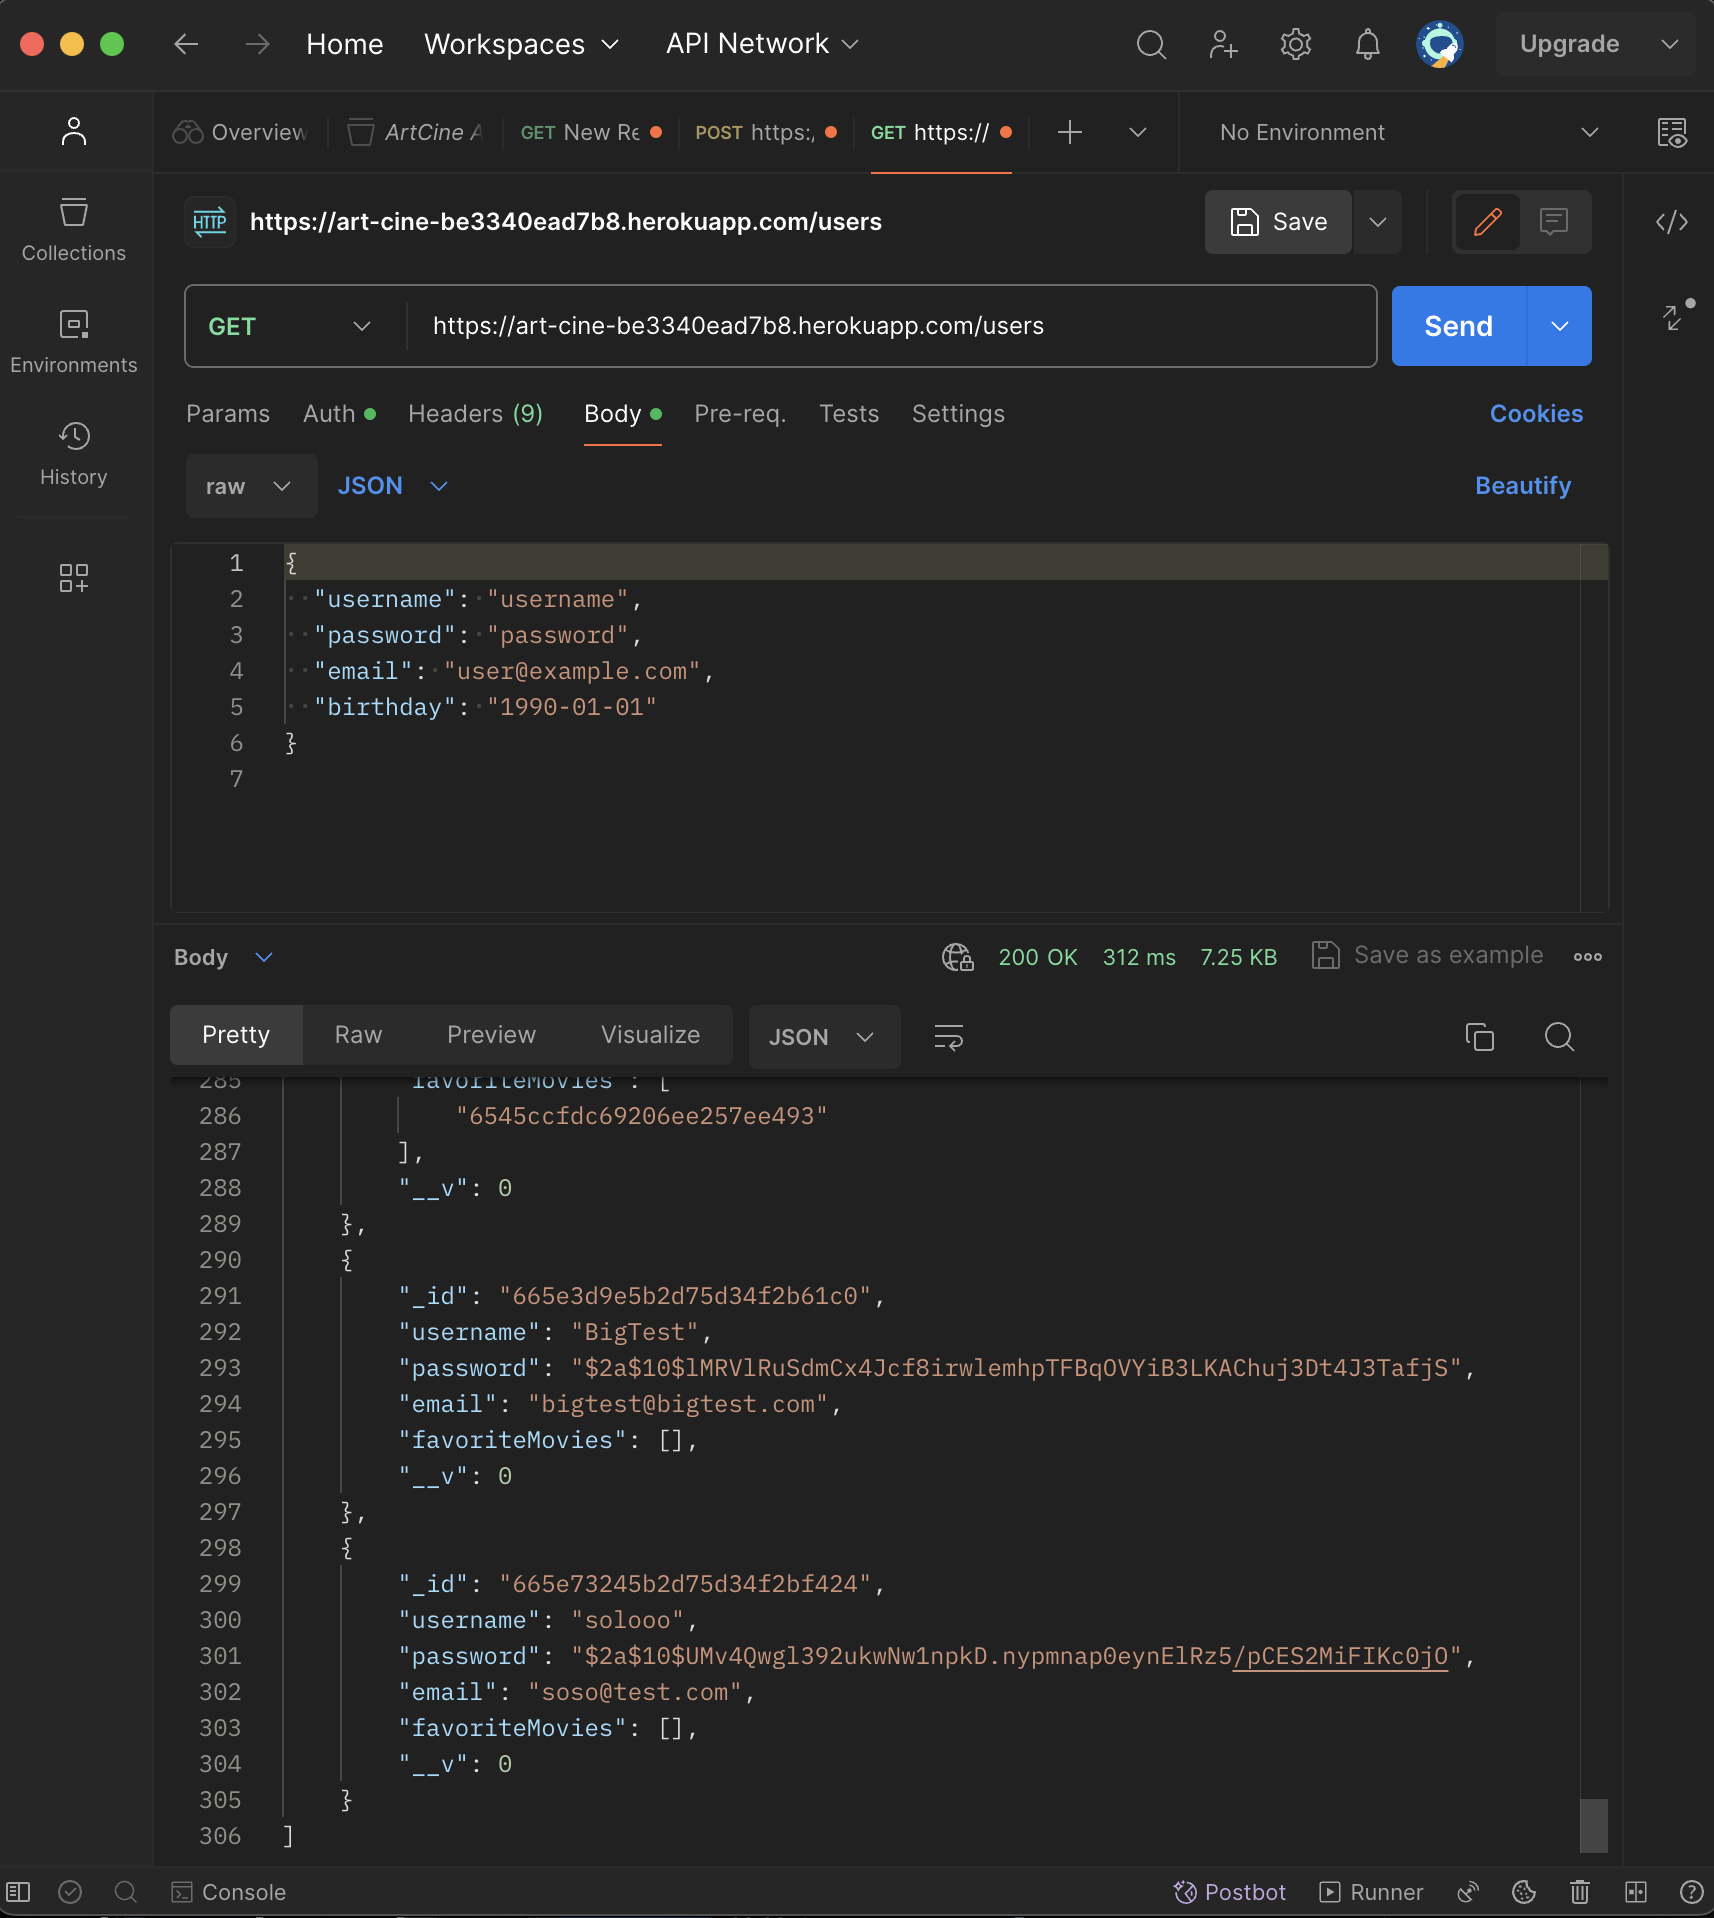 Home Workspaces API Network Upgrade
Overview ArtCine A GET New Re POST https:/ GET https:// No Environment
HTTP https://art-cine-be3340ead7b8.herokuapp.com/users Save
Collections
GET https://art-cine-be3340ead7b8.herokuapp.com/users Send
Environments
Params Auth Headers (9) Body Pre-req. Tests Settings Cookies
History
raw JSON Beautify
1 {
2 "username": "username",
3 "password": "password",
4 "email": "user@example.com",
5 "birthday": "1990-01-01"
6 }
7
Body 200 OK 312 ms 7.25 KB Save as example
Pretty Raw Preview Visualize JSON
285 "favoriteMovies": [
286 "6545ccfdc69206ee257ee493"
287 ],
288 "__v": 0
289 },
290 {
291 "_id": "665e3d9e5b2d75d34f2b61c0",
292 "username": "BigTest",
293 "password": "$2a$10$lMRVlRuSdmCx4Jcf8irwlemhpTFBqOVYiB3LKAChuj3Dt4J3TafjS",
294 "email": "bigtest@bigtest.com",
295 "favoriteMovies": [],
296 "__v": 0
297 },
298 {
299 "_id": "665e73245b2d75d34f2bf424",
300 "username": "solooo",
301 "password": "$2a$10$UMv4Qwgl392ukwNw1npkD.nypmnap0eynElRz5/pCES2MiFIKc0jO",
302 "email": "soso@test.com",
303 "favoriteMovies": [],
304 "__v": 0
305 }
306 ]
Console Postbot Runner